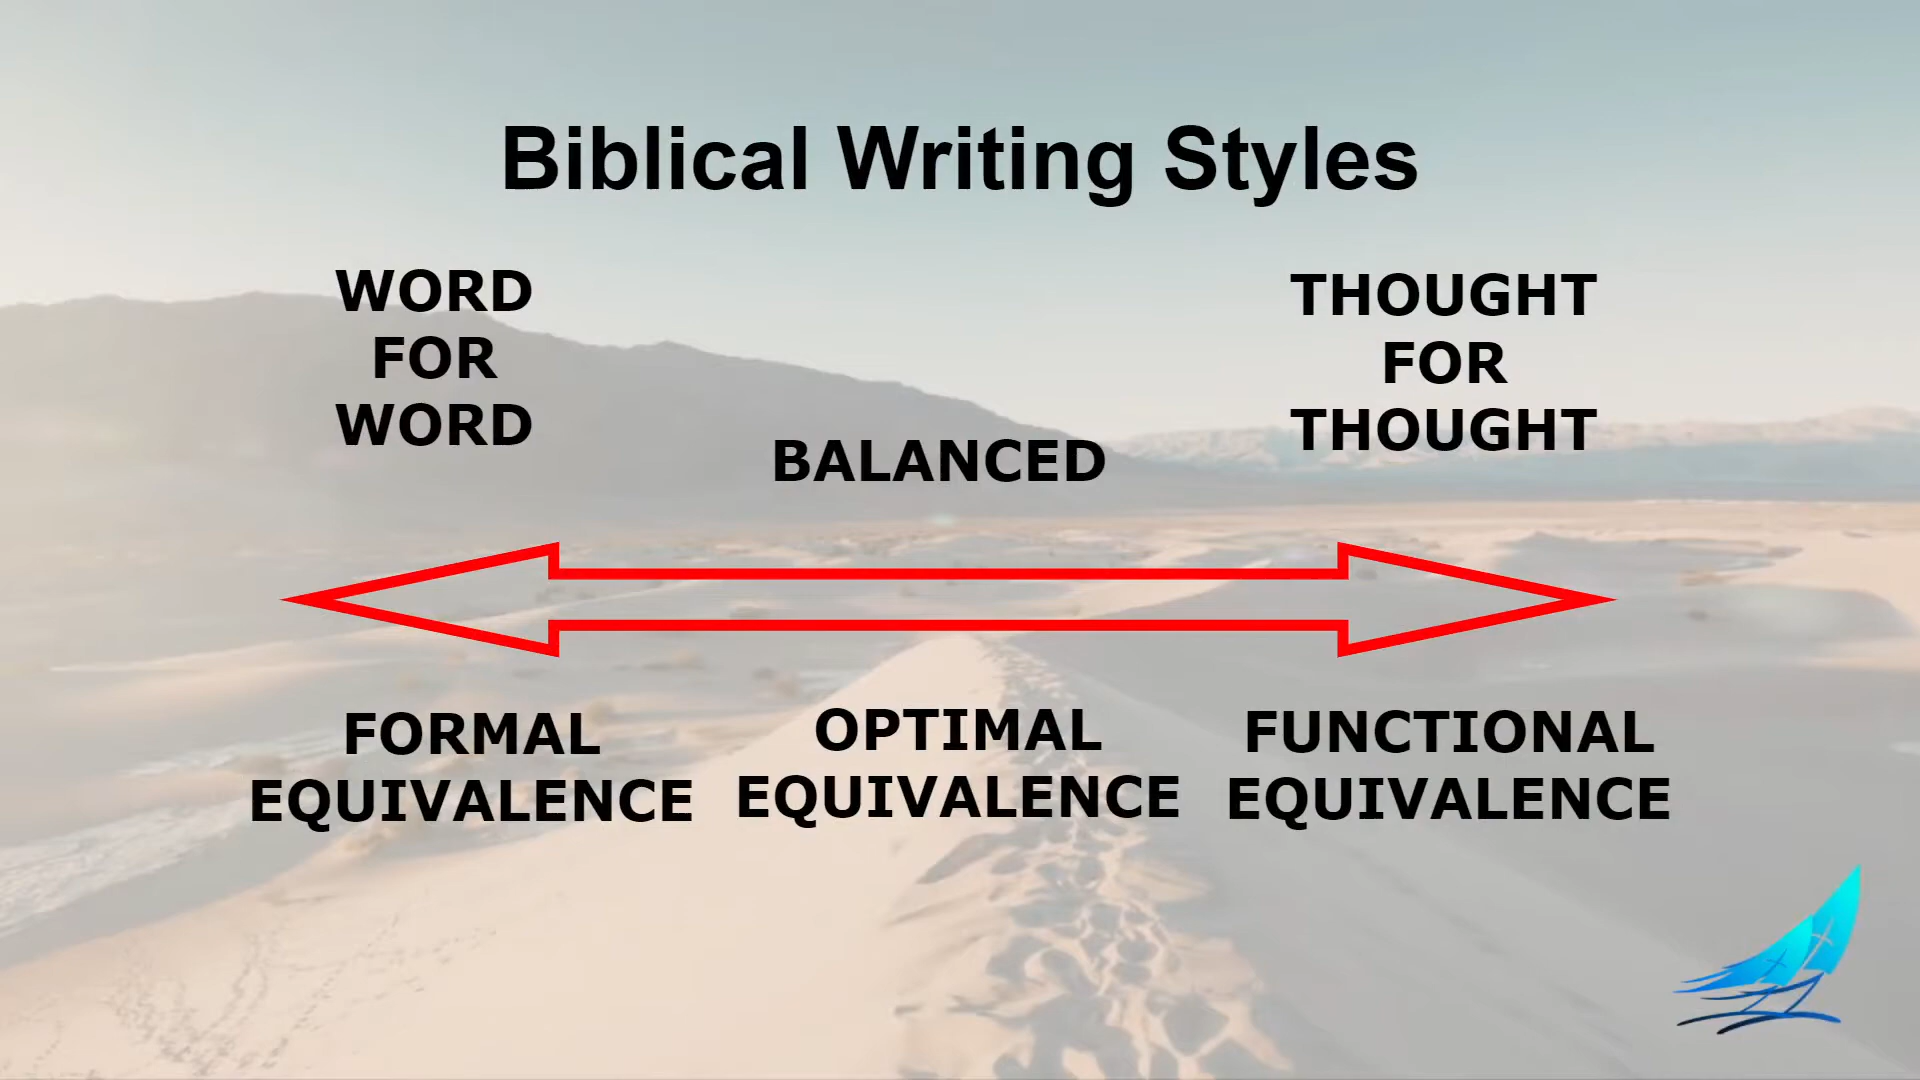 Biblical Writing Styles
WORD
FOR
WORD
BALANCED
THOUGHT
FOR
THOUGHT
FORMAL
EQUIVALENCE
OPTIMAL
EQUIVALENCE
FUNCTIONAL
EQUIVALENCE